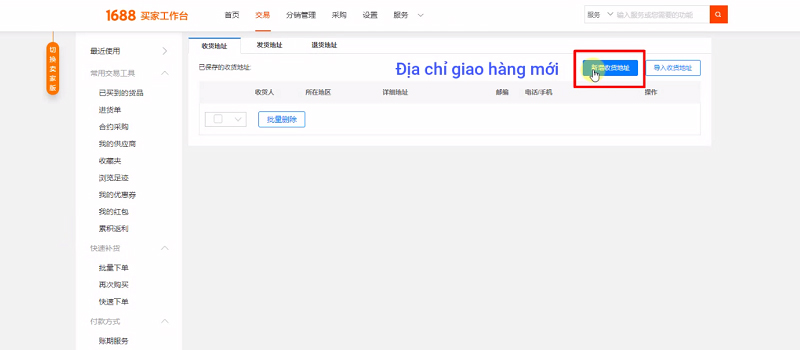 1688 买家工作台 首页 交易 分销管理 采购 设置 服务 服务 输入服务或您需要的功能
切换卖家版
最近使用
常用交易工具
已买到的货品
进货单
合约采购
我的供应商
收藏夹
浏览足迹
我的优惠券
我的红包
累积返利
快速补货
批量下单
再次购买
快速下单
付款方式
账期服务
收货地址 发货地址 退货地址
已保存的收货地址
Địa chỉ giao hàng mới
新增收货地址 导入收货地址
收货人 所在地区 详细地址 邮编 电话/手机 操作
批量删除